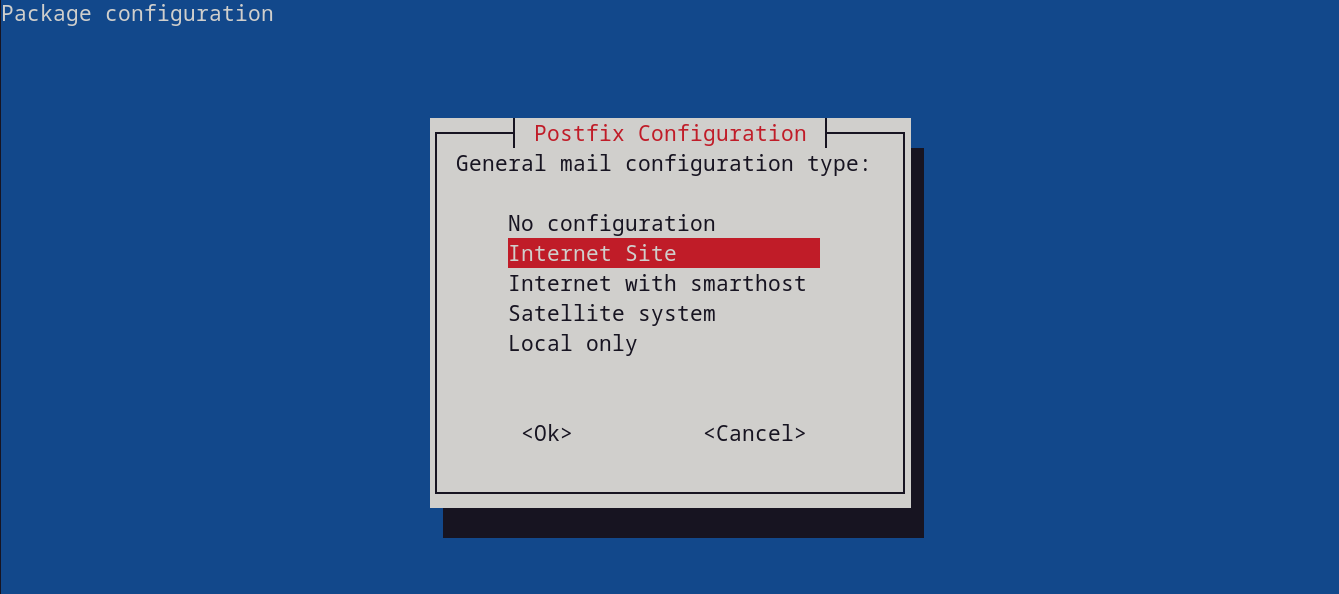 Package configuration
Postfix Configuration
General mail configuration type:
No configuration
Internet Site
Internet with smarthost
Satellite system
Local only
<Ok> <Cancel>